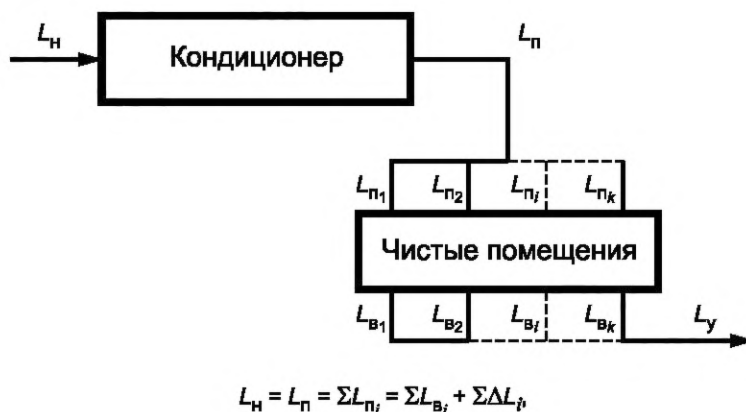 Lн
Кондиционер
Lп
Lп1 Lп2 Lпi Lпk
Чистые помещения
Lв1 Lв2 Lвi Lвk Lу
Lн = Lп = ΣLпi = ΣLвi + ΣΔLi,